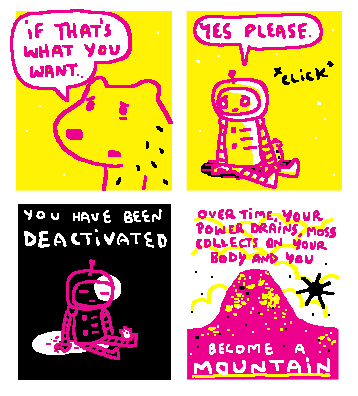 iF THAT'S
WHAT YOU
WANT.
YES PLEASE.
*CLICK*
YOU HAVE BEEN
DEACTiVATED
OVER TIME, YOUR
POWER DRAINS, MOSS
COLLECTS ON YOUR
BODY AND YOU
BECOME A
MOUNTAIN